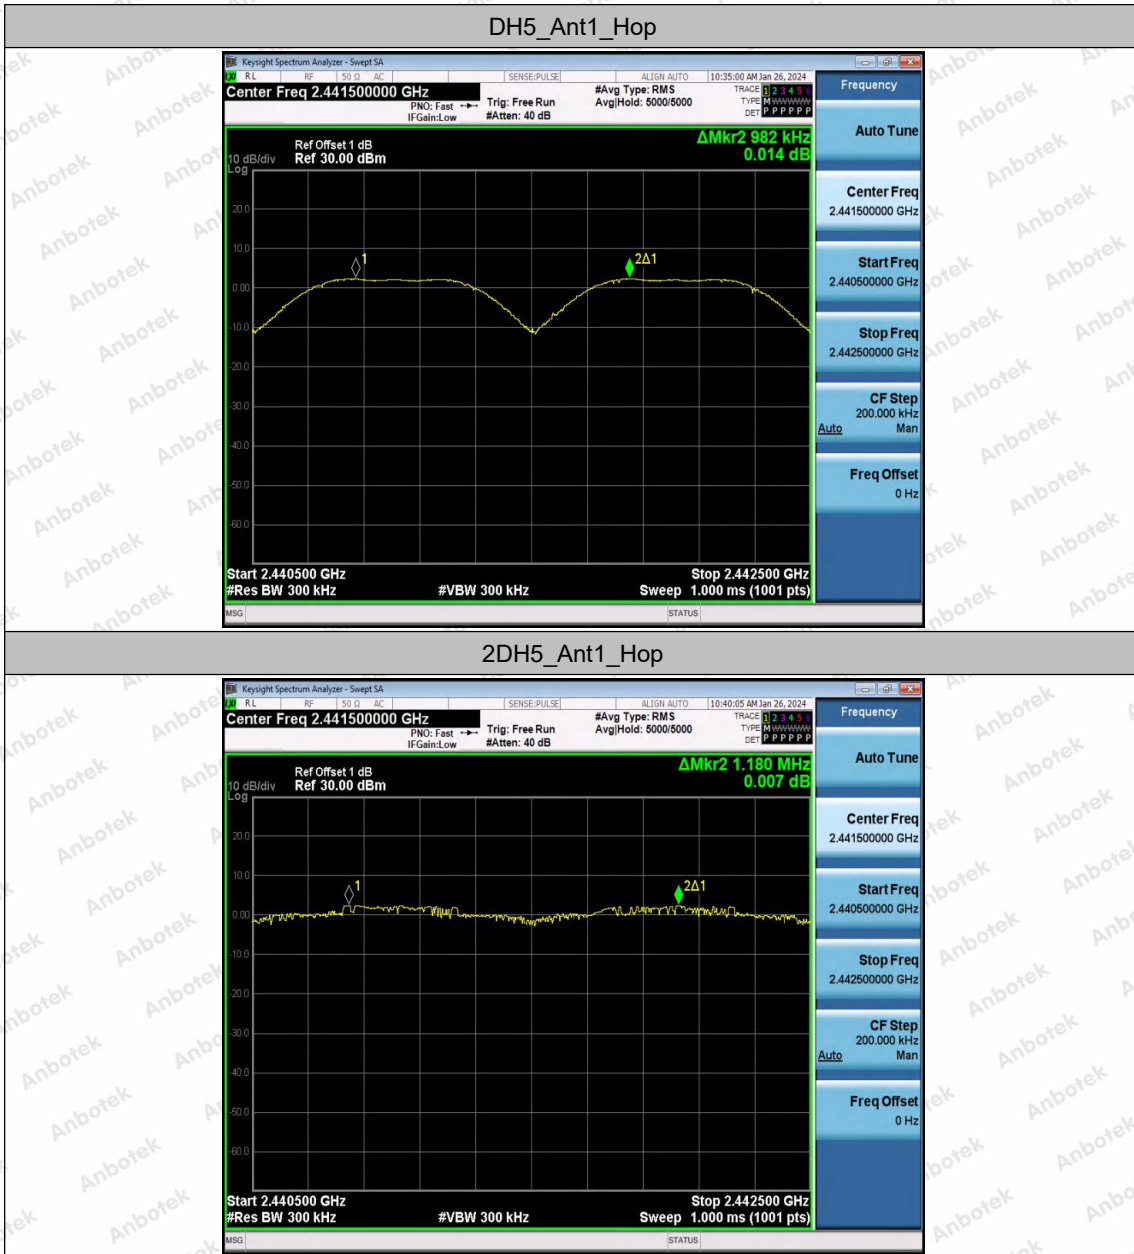 DH5_Ant1_Hop
Keysight Spectrum Analyzer - Swept SA
LXI RL RF 50 Ω AC SENSE:PULSE ALIGN AUTO 10:35:00 AM Jan 26, 2024
Center Freq 2.441500000 GHz
PNO: Fast
IFGain:Low
Trig: Free Run
#Atten: 40 dB
#Avg Type: RMS
Avg|Hold: 5000/5000
TRACE 1 2 3 4 5 6
TYPE M W W W W W
DET P P P P P P
Frequency
Auto Tune
Center Freq
2.441500000 GHz
Start Freq
2.440500000 GHz
Stop Freq
2.442500000 GHz
CF Step
200.000 kHz
Auto Man
Freq Offset
0 Hz
ΔMkr2 982 kHz
0.014 dB
Ref Offset 1 dB
10 dB/div Ref 30.00 dBm
Log
20.0
10.0
0.00
-10.0
-20.0
-30.0
-40.0
-50.0
-60.0
1
2Δ1
Start 2.440500 GHz Stop 2.442500 GHz
#Res BW 300 kHz #VBW 300 kHz Sweep 1.000 ms (1001 pts)
MSG STATUS
2DH5_Ant1_Hop
Keysight Spectrum Analyzer - Swept SA
LXI RL RF 50 Ω AC SENSE:PULSE ALIGN AUTO 10:40:05 AM Jan 26, 2024
Center Freq 2.441500000 GHz
PNO: Fast
IFGain:Low
Trig: Free Run
#Atten: 40 dB
#Avg Type: RMS
Avg|Hold: 5000/5000
TRACE 1 2 3 4 5 6
TYPE M W W W W W
DET P P P P P P
Frequency
Auto Tune
Center Freq
2.441500000 GHz
Start Freq
2.440500000 GHz
Stop Freq
2.442500000 GHz
CF Step
200.000 kHz
Auto Man
Freq Offset
0 Hz
ΔMkr2 1.180 MHz
0.007 dB
Ref Offset 1 dB
10 dB/div Ref 30.00 dBm
Log
20.0
10.0
0.00
-10.0
-20.0
-30.0
-40.0
-50.0
-60.0
1
2Δ1
Start 2.440500 GHz Stop 2.442500 GHz
#Res BW 300 kHz #VBW 300 kHz Sweep 1.000 ms (1001 pts)
MSG STATUS
Anbotek